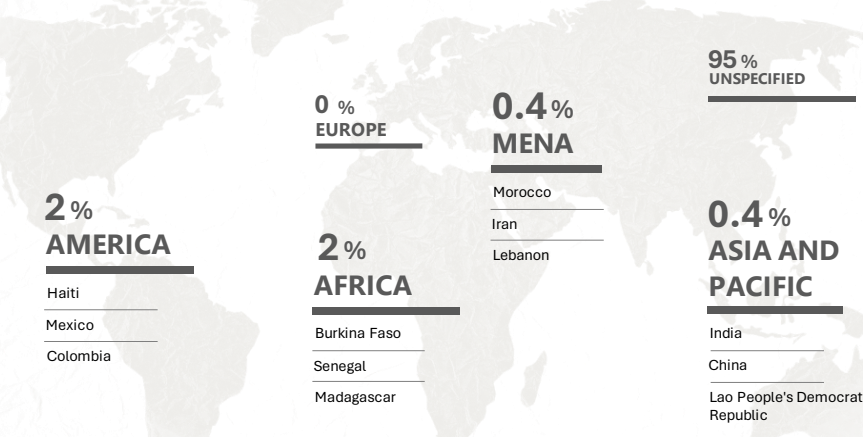 95 %
UNSPECIFIED
0 %
EUROPE
0.4 %
MENA
Morocco
Iran
Lebanon
2 %
AMERICA
Haiti
Mexico
Colombia
2 %
AFRICA
Burkina Faso
Senegal
Madagascar
0.4 %
ASIA AND
PACIFIC
India
China
Lao People's Democrat
Republic